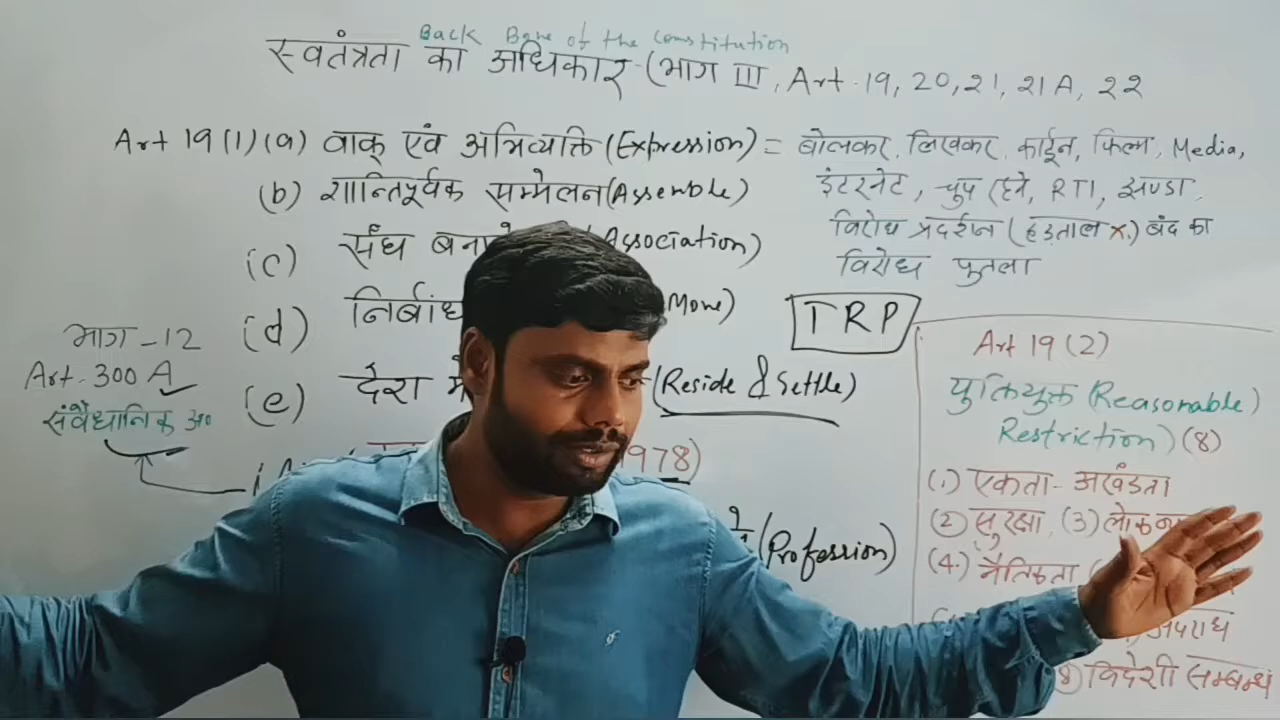 Back Bone of the Constitution
स्वतंत्रता का अधिकार - (भाग III, Art - 19, 20, 21, 21A, 22
Art 19(1)(a) वाक् एवं अभिव्यक्ति (Expression) = बोलकर, लिखकर, कार्टून, फिल्म, Media,
इंटरनेट, चुप रहने, RTI, झण्डा,
(b) शान्तिपूर्वक सम्मेलन (Assemble)
विरोध प्रदर्शन (हड़ताल x.) बंद का
विरोध पुतला
(c) संघ बनाने Association)
(d) निर्बाध Move)
TRP
(e) देश में (Reside & Settle)
भाग - 12
Art. 300 A
संवैधानिक अ०
1978)
(Profession)
Art 19 (2)
युक्तियुक्त (Reasonable)
Restriction) (8)
(1.) एकता - अखंडता
(2) सुरक्षा, (3)
(4.) नैतिकता
अपराध
(8) विदेशी सम्बन्ध